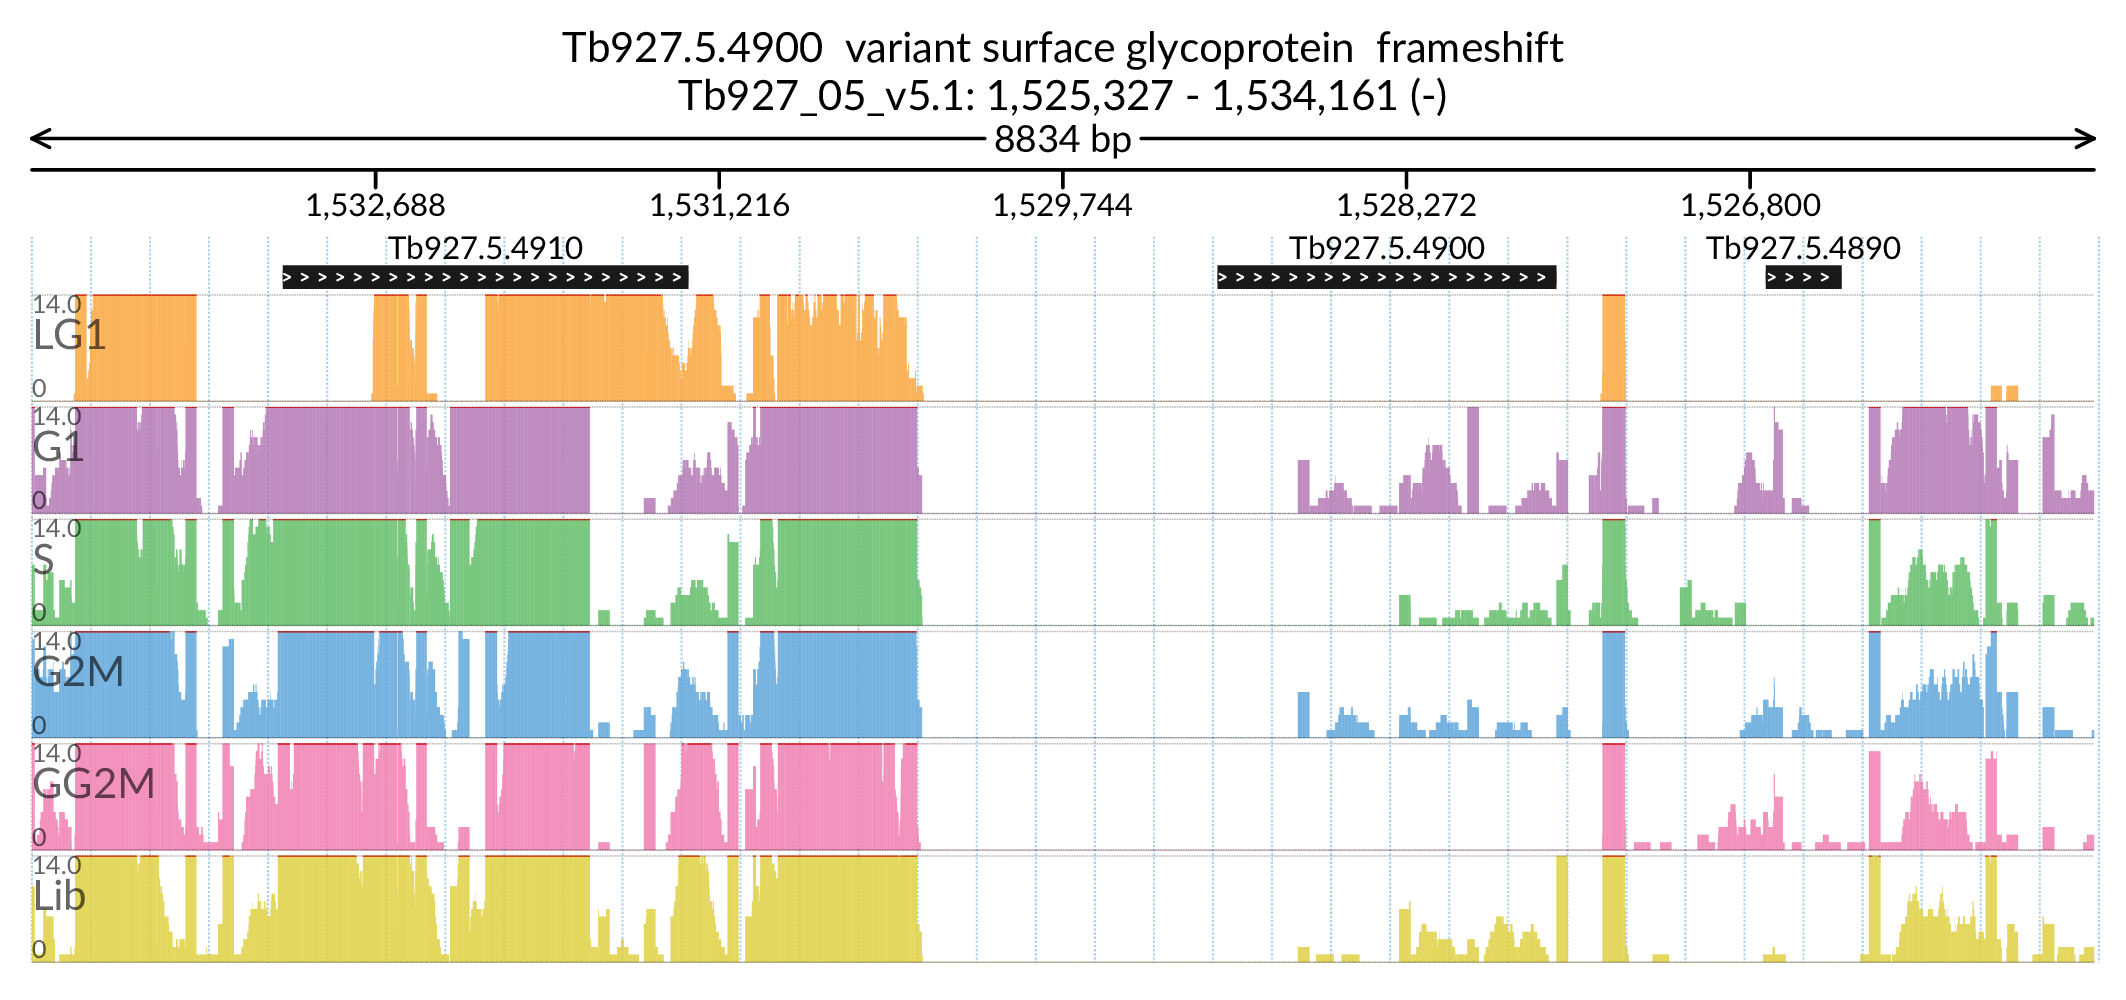 Tb927.5.4900 variant surface glycoprotein frameshift
Tb927_05_v5.1: 1,525,327 - 1,534,161 (-)
8834 bp
1,532,688 1,531,216 1,529,744 1,528,272 1,526,800
Tb927.5.4910 Tb927.5.4900 Tb927.5.4890
14.0
LG1
0
14.0
G1
0
14.0
S
0
14.0
G2M
0
14.0
GG2M
0
14.0
Lib
0